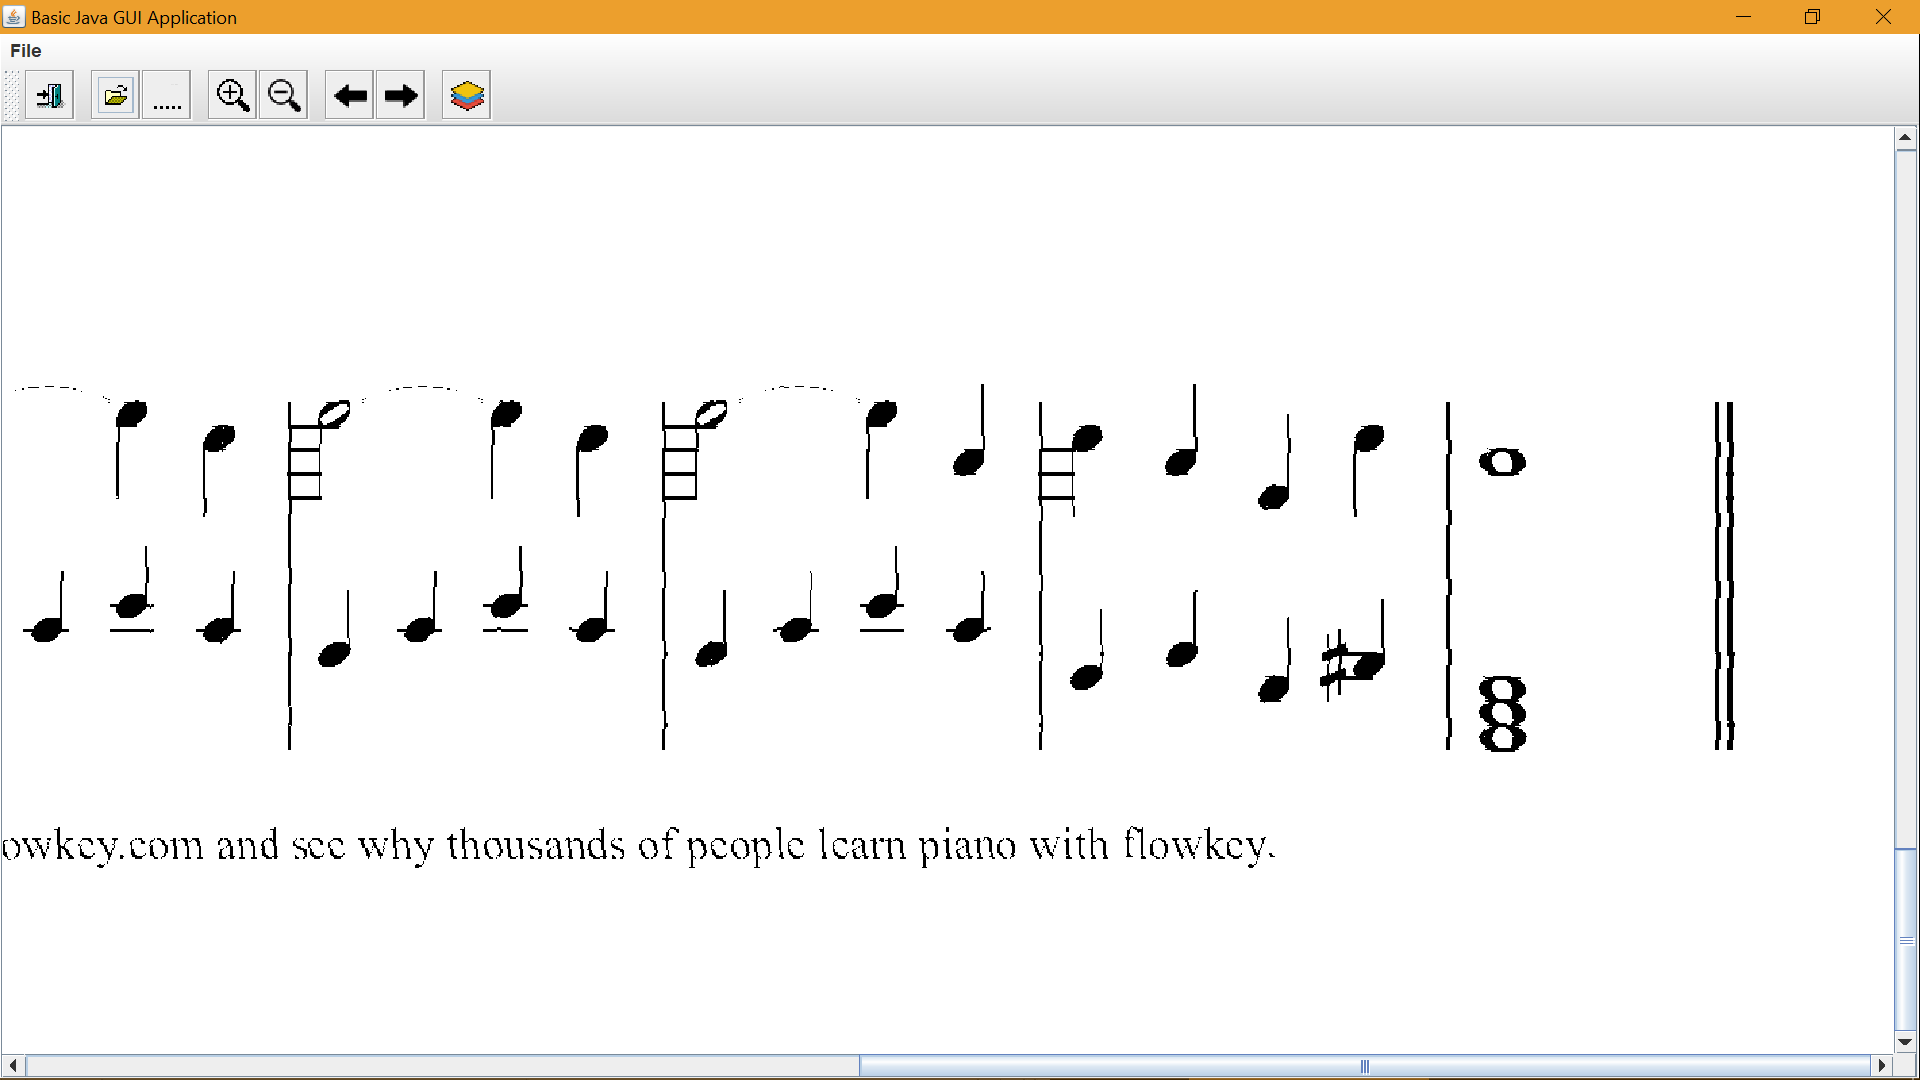 Basic Java GUI Application
File
.....
owkey.com and see why thousands of people learn piano with flowkey.